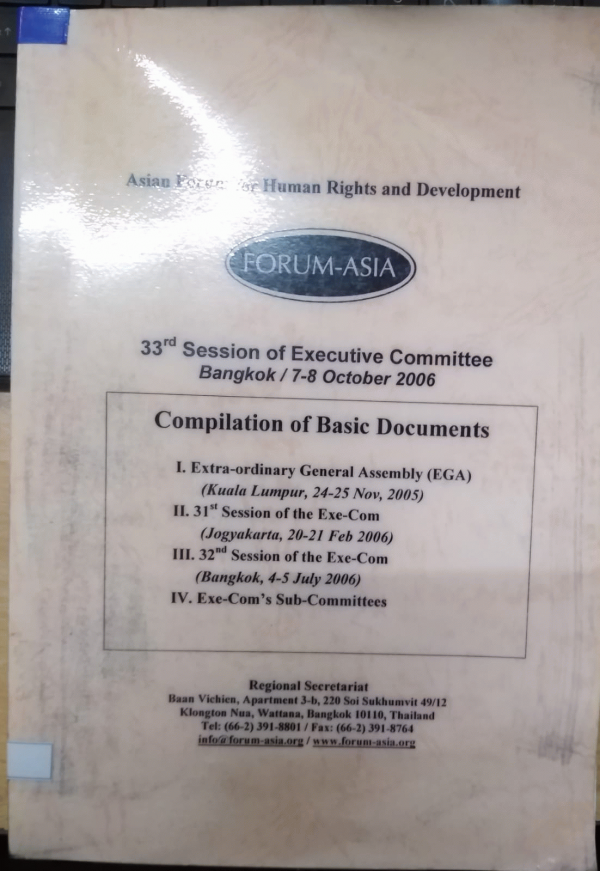 Asian Forum for Human Rights and Development
FORUM-ASIA
33rd Session of Executive Committee
Bangkok / 7-8 October 2006
Compilation of Basic Documents
I. Extra-ordinary General Assembly (EGA)
(Kuala Lumpur, 24-25 Nov, 2005)
II. 31st Session of the Exe-Com
(Jogyakarta, 20-21 Feb 2006)
III. 32nd Session of the Exe-Com
(Bangkok, 4-5 July 2006)
IV. Exe-Com's Sub-Committees
Regional Secretariat
Baan Vichien, Apartment 3-b, 220 Soi Sukhumvit 49/12
Klongton Nua, Wattana, Bangkok 10110, Thailand
Tel: (66-2) 391-8801 / Fax: (66-2) 391-8764
info@forum-asia.org / www.forum-asia.org